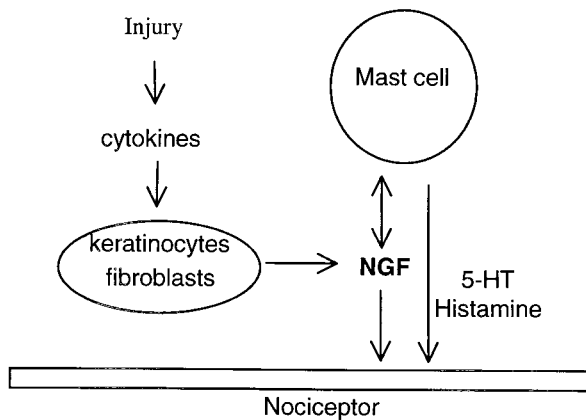 Injury
cytokines
keratinocytes
fibroblasts
Mast cell
NGF
5-HT
Histamine
Nociceptor